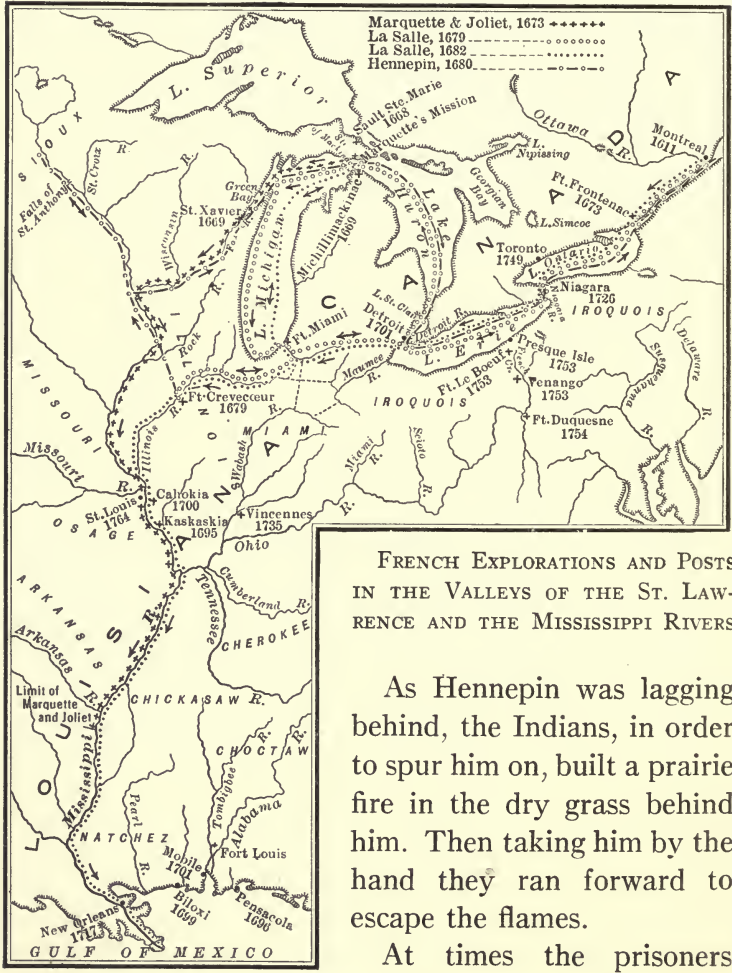 Marquette & Joliet, 1673
La Salle, 1679
La Salle, 1682
Hennepin, 1680
L. Superior
Sault Ste. Marie
1668
Marquette's Mission
Ottawa
R.
L.
Nipissing
Montreal
1611
CANADA
Georgian
Bay
Ft. Frontenac
1673
L. Simcoe
Toronto
1749
L. Ontario
Niagara
1726
IROQUOIS
SIOUX
Falls of
St. Anthony
St. Croix
R.
R.
Wisconsin
Green
Bay
St. Xavier
1669
Fox R.
L. Michigan
Michillimackinac
1669
Lake
Huron
L. St. Clair
Detroit
1701
Detroit R.
L. Erie
Ft. Miami
Maumee
R.
Rock
R.
Presque Isle
1753
Ft. Le Boeuf
1753
French
Cr.
Venango
1753
Ft. Duquesne
1754
Susquehanna
R.
Delaware
R.
IROQUOIS
Ft. Crevecœur
1679
R.
Illinois
ILLINOIS
MIAMI
R.
Wabash
Miami
R.
Scioto
R.
MISSOURI
Missouri
R.
St. Louis
1764
Cahokia
1700
Kaskaskia
1695
Vincennes
1735
OSAGE
Ohio
R.
Tennessee
R.
Cumberland R.
CHEROKEE
ARKANSAS
Arkansas
R.
Limit of
Marquette
and Joliet
CHICKASAW
CHOCTAW
LOUISIANA
Mississippi
R.
NATCHEZ
Pearl
R.
Tombigbee
R.
Alabama
R.
Fort Louis
Mobile
1701
Biloxi
1699
Pensacola
1696
New Orleans
1717
GULF OF MEXICO
French Explorations and Posts
in the Valleys of the St. Law-
rence and the Mississippi Rivers
As Hennepin was lagging
behind, the Indians, in order
to spur him on, built a prairie
fire in the dry grass behind
him. Then taking him by the
hand they ran forward to
escape the flames.
At times the prisoners